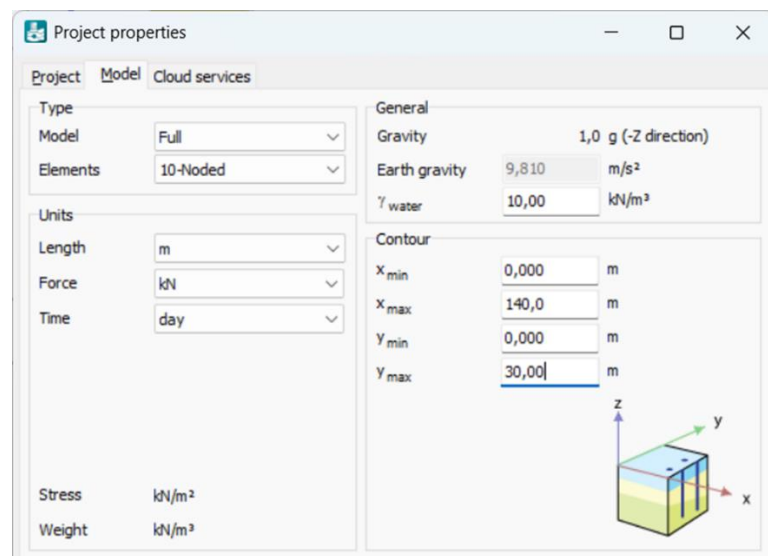 Project properties
Project Model Cloud services
Type
Model Full
Elements 10-Noded
Units
Length m
Force kN
Time day
Stress kN/m²
Weight kN/m³
General
Gravity 1,0 g (-Z direction)
Earth gravity 9,810 m/s²
γ water 10,00 kN/m³
Contour
x min 0,000 m
x max 140,0 m
y min 0,000 m
y max 30,00 m
z
y
x